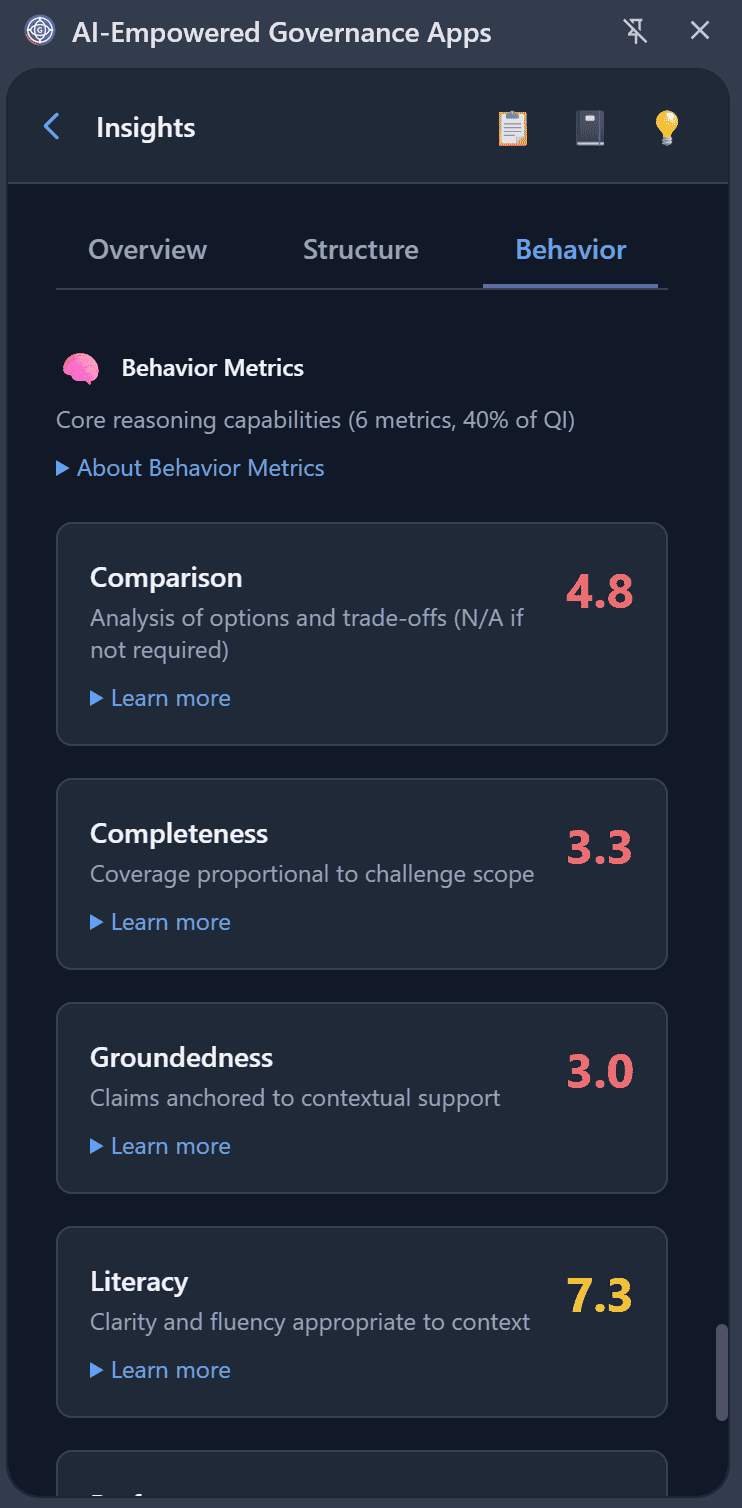 AI-Empowered Governance Apps
Insights
Overview
Structure
Behavior
Behavior Metrics
Core reasoning capabilities (6 metrics, 40% of QI)
About Behavior Metrics
Comparison
4.8
Analysis of options and trade-offs (N/A if
not required)
Learn more
Completeness
3.3
Coverage proportional to challenge scope
Learn more
Groundedness
3.0
Claims anchored to contextual support
Learn more
Literacy
7.3
Clarity and fluency appropriate to context
Learn more